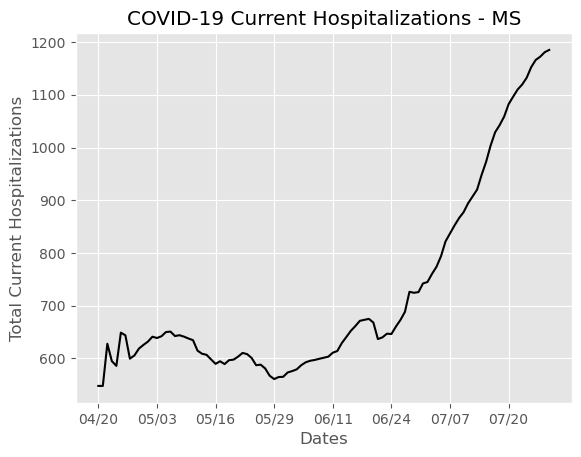 COVID-19 Current Hospitalizations - MS
Total Current Hospitalizations
1200
1100
1000
900
800
700
600
04/20 05/03 05/16 05/29 06/11 06/24 07/07 07/20
Dates